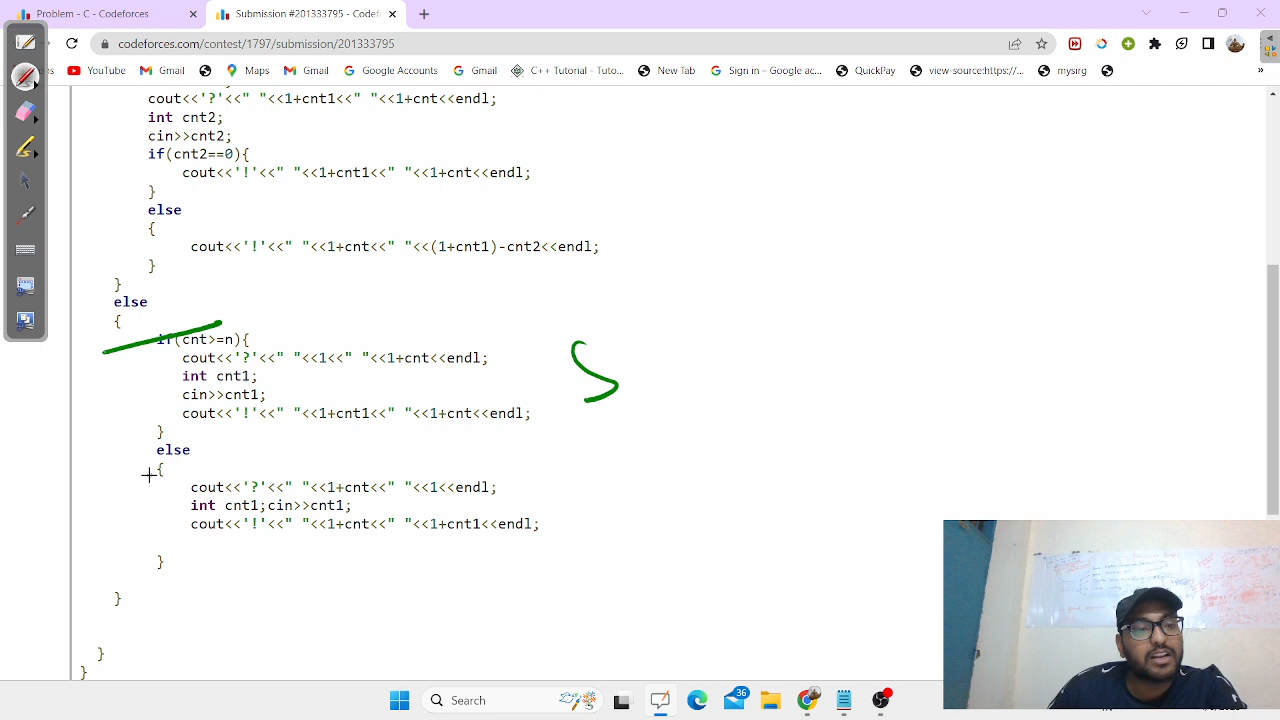 Problem - C - Codeforces
Submission #201333795 - Codef
codeforces.com/contest/1797/submission/201333795
YouTube
Gmail
Maps
Gmail
Google Accounts
C++ Terminal - Tuto...
New Tab
Sign in - Google ac...
QuickPay
view-source:https://...
mysirg
cout<<'?'<<" "<<1+cnt1<<" "<<1+cnt<<endl;
int cnt2;
cin>>cnt2;
if(cnt2==0){
cout<<'!'<<" "<<1+cnt1<<" "<<1+cnt<<endl;
}
else
{
cout<<'!'<<" "<<1+cnt<<" "<<(1+cnt1)-cnt2<<endl;
}
}
else
{
if(cnt>=n){
cout<<'?'<<" "<<1<<" "<<1+cnt<<endl;
int cnt1;
cin>>cnt1;
cout<<'!'<<" "<<1+cnt1<<" "<<1+cnt<<endl;
}
else
{
cout<<'?'<<" "<<1+cnt<<" "<<1<<endl;
int cnt1;cin>>cnt1;
cout<<'!'<<" "<<1+cnt<<" "<<1+cnt1<<endl;
}
}
}
}
Search
36